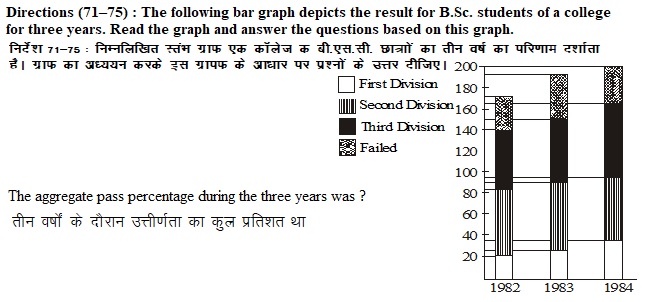 Directions (71–75) : The following bar graph depicts the result for B.Sc. students of a college
for three years. Read the graph and answer the questions based on this graph.
निर्देश 71–75 : निम्नलिखित स्तंभ ग्राफ एक कॉलेज क बी.एस.सी. छात्राों का तीन वर्ष का परिणाम दर्शाता
है। ग्राफ का अध्ययन करके इस ग्रापफ के आधार पर प्रश्नों के उत्तर दीजिए।
200
180
160
140
120
100
80
60
40
20
First Division
Second Division
Third Division
Failed
The aggregate pass percentage during the three years was ?
तीन वर्षों के दौरान उत्तीर्णता का कुल प्रतिशत था
1982 1983 1984